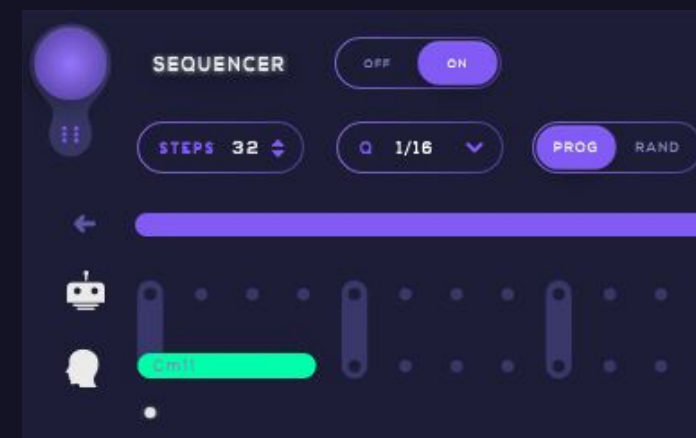 SEQUENCER OFF ON
STEPS 32 Q 1/16 PROG RAND
Cm11